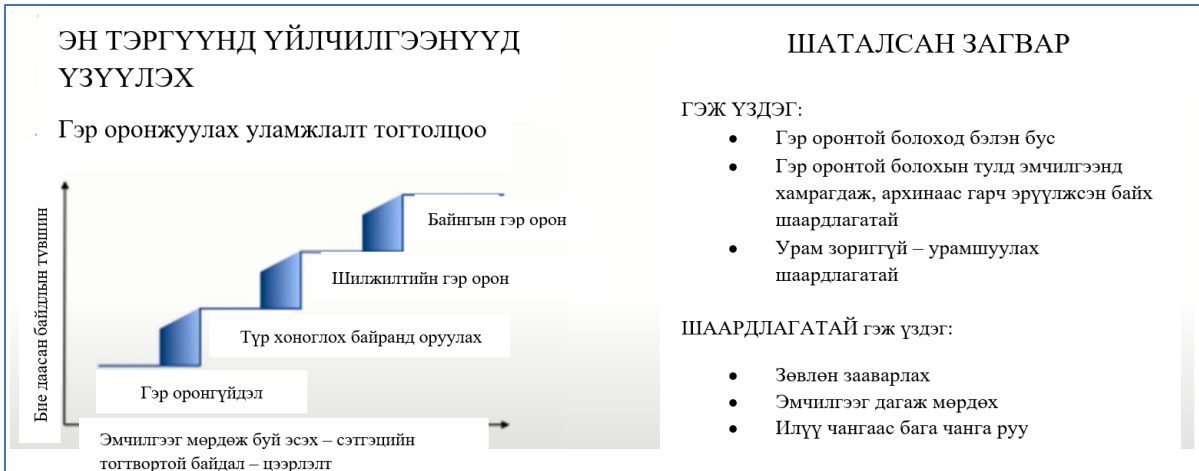 ЭН ТЭРГҮҮНД ҮЙЛЧИЛГЭЭНҮҮД
ҮЗҮҮЛЭХ
Гэр оронжуулах уламжлалт тогтолцоо
Бие даасан байдлын түвшин
Байнгын гэр орон
Шилжилтийн гэр орон
Түр хоноглох байранд оруулах
Гэр оронгүйдэл
Эмчилгээг мөрдөж буй эсэх – сэтгэцийн
тогтвортой байдал – цээрлэлт
ШАТАЛСАН ЗАГВАР
ГЭЖ ҮЗДЭГ:
• Гэр оронтой болоход бэлэн бус
• Гэр оронтой болохын тулд эмчилгээнд
хамрагдаж, архинаас гарч эрүүлжсэн байх
шаардлагатай
• Урам зориггүй – урамшуулах
шаардлагатай
ШААРДЛАГАТАЙ гэж үздэг:
• Зөвлөн зааварлах
• Эмчилгээг дагаж мөрдөх
• Илүү чангаас бага чанга руу